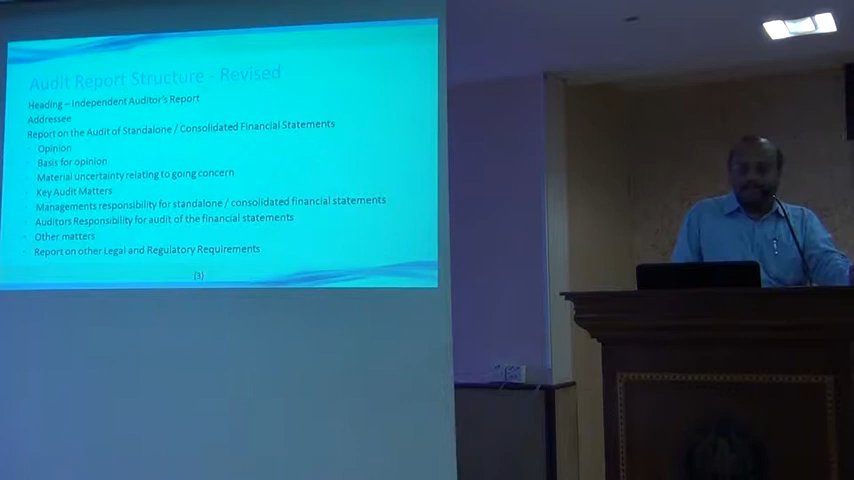 Audit Report Structure - Revised
Heading – Independent Auditor's Report
Addressee
Report on the Audit of Standalone / Consolidated Financial Statements
Opinion
Basis for opinion
Material uncertainty relating to going concern
Key Audit Matters
Managements responsibility for standalone / consolidated financial statements
Auditors Responsibility for audit of the financial statements
Other matters
Report on other Legal and Regulatory Requirements
(3)